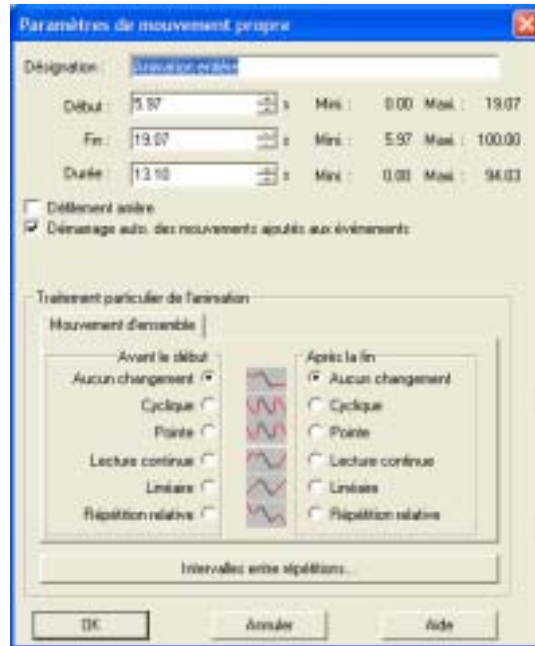 Paramètres de mouvement propre
Désignation : Animation entière
Début : 5.97 s Mini. : 0.00 Maxi. : 19.07
Fin : 19.07 s Mini. : 5.97 Maxi. : 100.00
Durée : 13.10 s Mini. : 0.00 Maxi. : 94.03
Défilement arrière
Démarrage auto. des mouvements ajoutés aux événements
Traitement particulier de l'animation
Mouvement d'ensemble
Avant le début Après la fin
Aucun changement Aucun changement
Cyclique Cyclique
Pointe Pointe
Lecture continue Lecture continue
Linéaire Linéaire
Répétition relative Répétition relative
Intervalles entre répétitions...
OK Annuler Aide